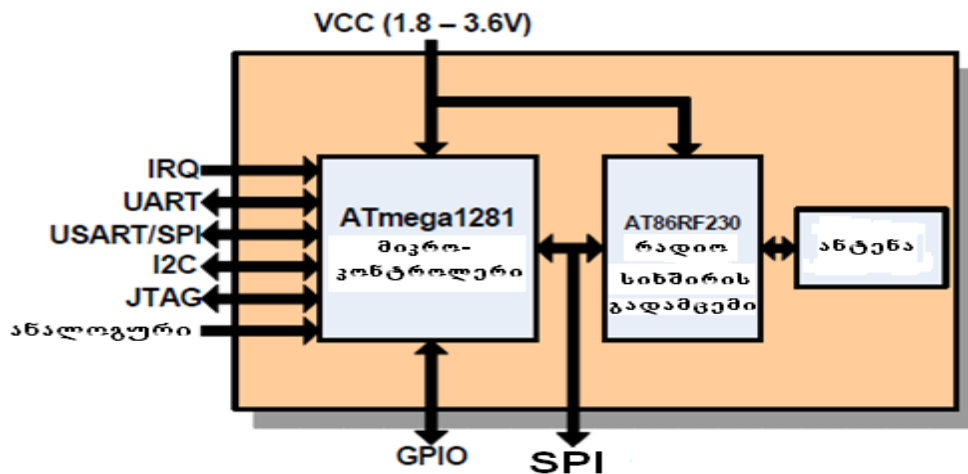 VCC (1.8 – 3.6V)
IRQ
UART
USART/SPI
I2C
JTAG
ანალოგური
ATmega1281
მიკრო-
კონტროლერი
AT86RF230
რადიო
სიხშირის
გადამცემი
ანტენა
GPIO
SPI